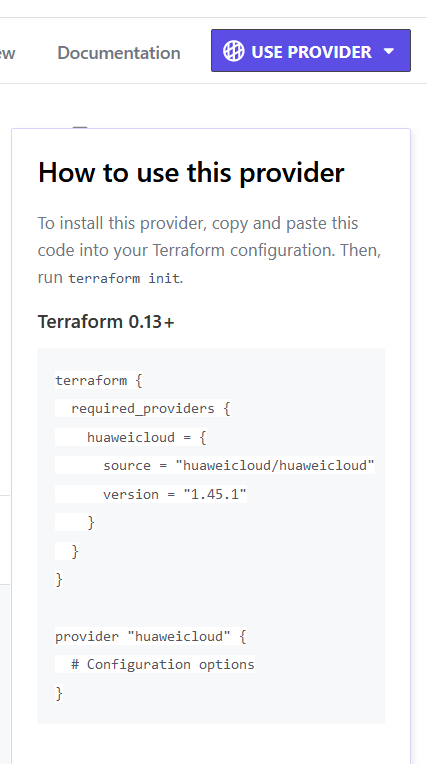 ew Documentation USE PROVIDER
How to use this provider
To install this provider, copy and paste this
code into your Terraform configuration. Then,
run terraform init.
Terraform 0.13+
terraform {
  required_providers {
    huaweicloud = {
      source = "huaweicloud/huaweicloud"
      version = "1.45.1"
    }
  }
}

provider "huaweicloud" {
  # Configuration options
}